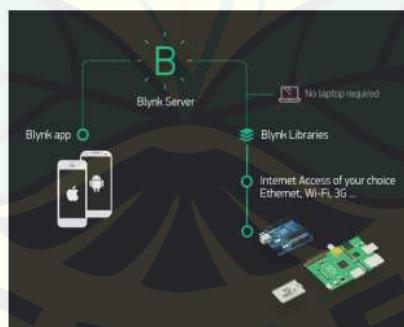 B
Blynk Server
No laptop required
Blynk app
Blynk Libraries
Internet Access of your choice
Ethernet, Wi-Fi, 3G ...